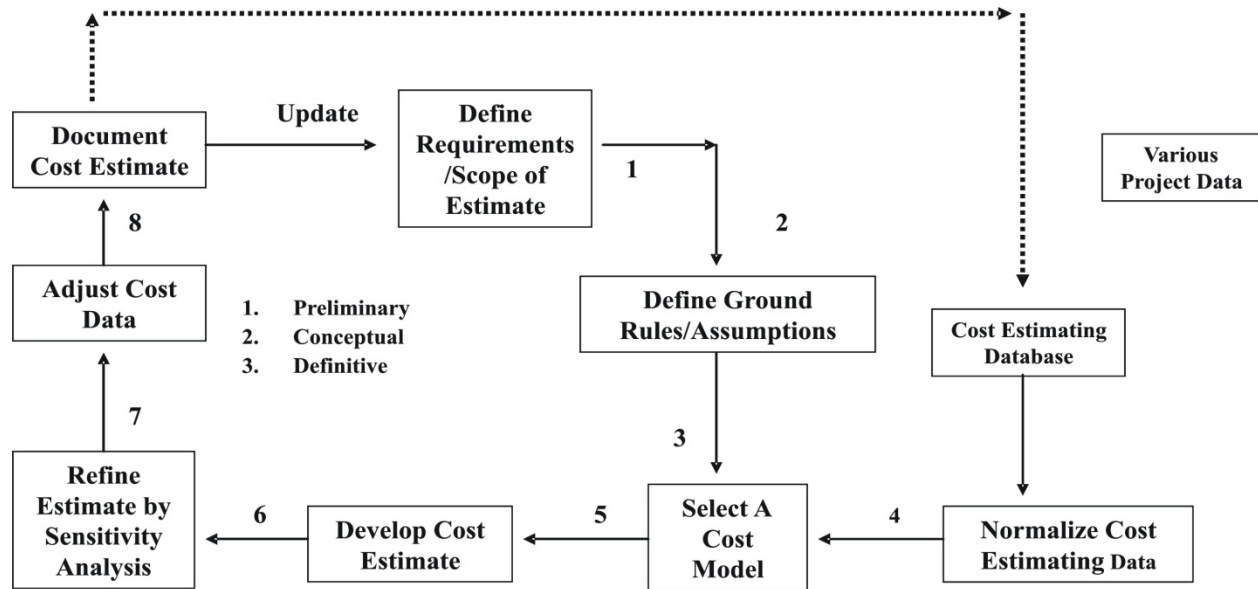 Document
Cost Estimate
Update
Define
Requirements
/Scope of
Estimate
1
Various
Project Data
2
8
Adjust Cost
Data
1. Preliminary
2. Conceptual
3. Definitive
Define Ground
Rules/Assumptions
Cost Estimating
Database
7
3
Refine
Estimate by
Sensitivity
Analysis
6
Develop Cost
Estimate
5
Select A
Cost
Model
4
Normalize Cost
Estimating Data